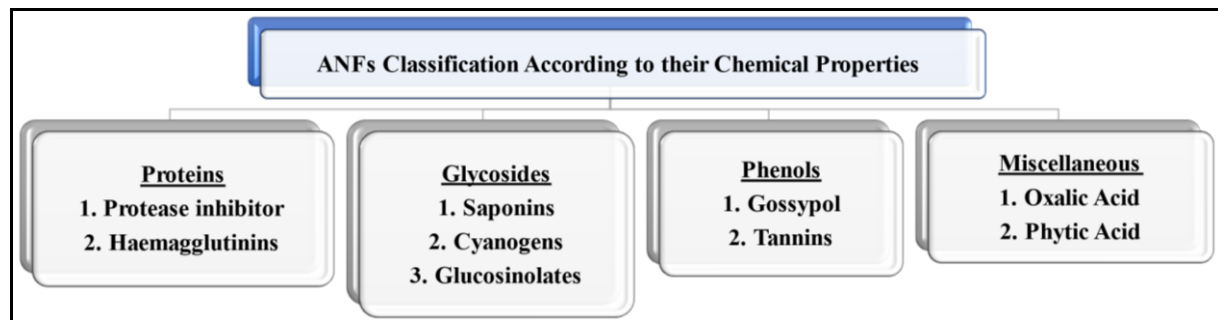 ANFs Classification According to their Chemical Properties
Proteins
1. Protease inhibitor
2. Haemagglutinins
Glycosides
1. Saponins
2. Cyanogens
3. Glucosinolates
Phenols
1. Gossypol
2. Tannins
Miscellaneous
1. Oxalic Acid
2. Phytic Acid